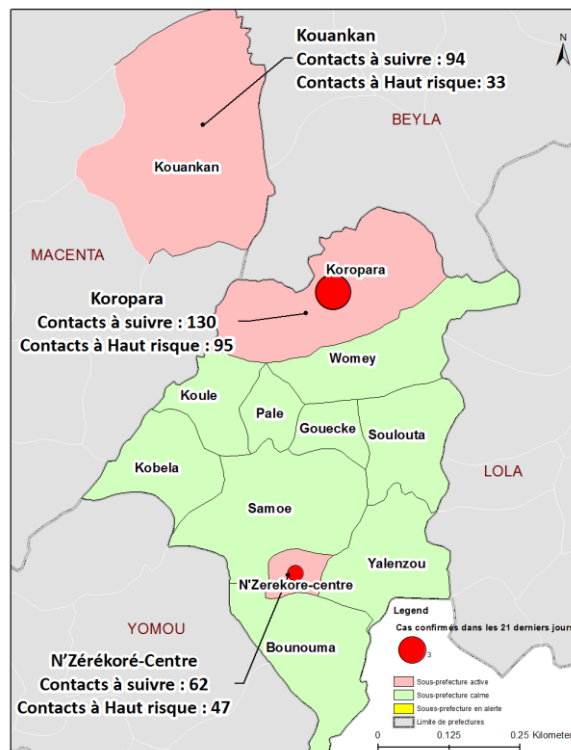 Kouankan
Contacts à suivre : 94
Contacts à Haut risque: 33
N
BEYLA
Kouankan
MACENTA
Koropara
Koropara
Contacts à suivre : 130
Contacts à Haut risque : 95
Womey
Koule
Pale
Gouecke
Soulouta
Kobela
LOLA
Samoe
Yalenzou
N'Zerekore-centre
YOMOU
Bounouma
N'Zérékoré-Centre
Contacts à suivre : 62
Contacts à Haut risque : 47
Legend
Cas confirmés dans les 21 derniers jours
3
Sous-prefecture active
Sous-prefecture calme
Soues-prefecture en alerte
Limite de prefectures
0 0.125 0.25 Kilometer